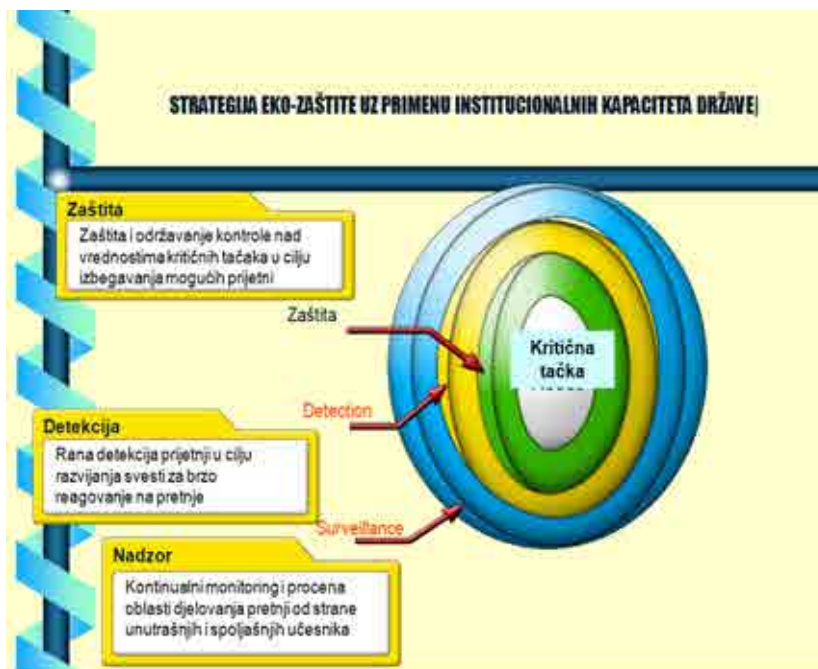 STRATEGIJA EKO-ZAŠTITE UZ PRIMENU INSTITUCIONALNIH KAPACITETA DRŽAVE
Zaštita
Zaštita i održavanje kontrole nad
vrednostima kritičnih tačaka u cilju
izbegavanja mogućih prijetni
Zaštita
Kritična
tačka
Detection
Detekcija
Rana detekcija prijetnji u cilju
razvijanja svesti za brzo
reagovanje na pretnje
Surveillance
Nadzor
Kontinualni monitoring i procena
oblasti djelovanja pretnji od strane
unutrašnjih i spoljašnjih učesnika